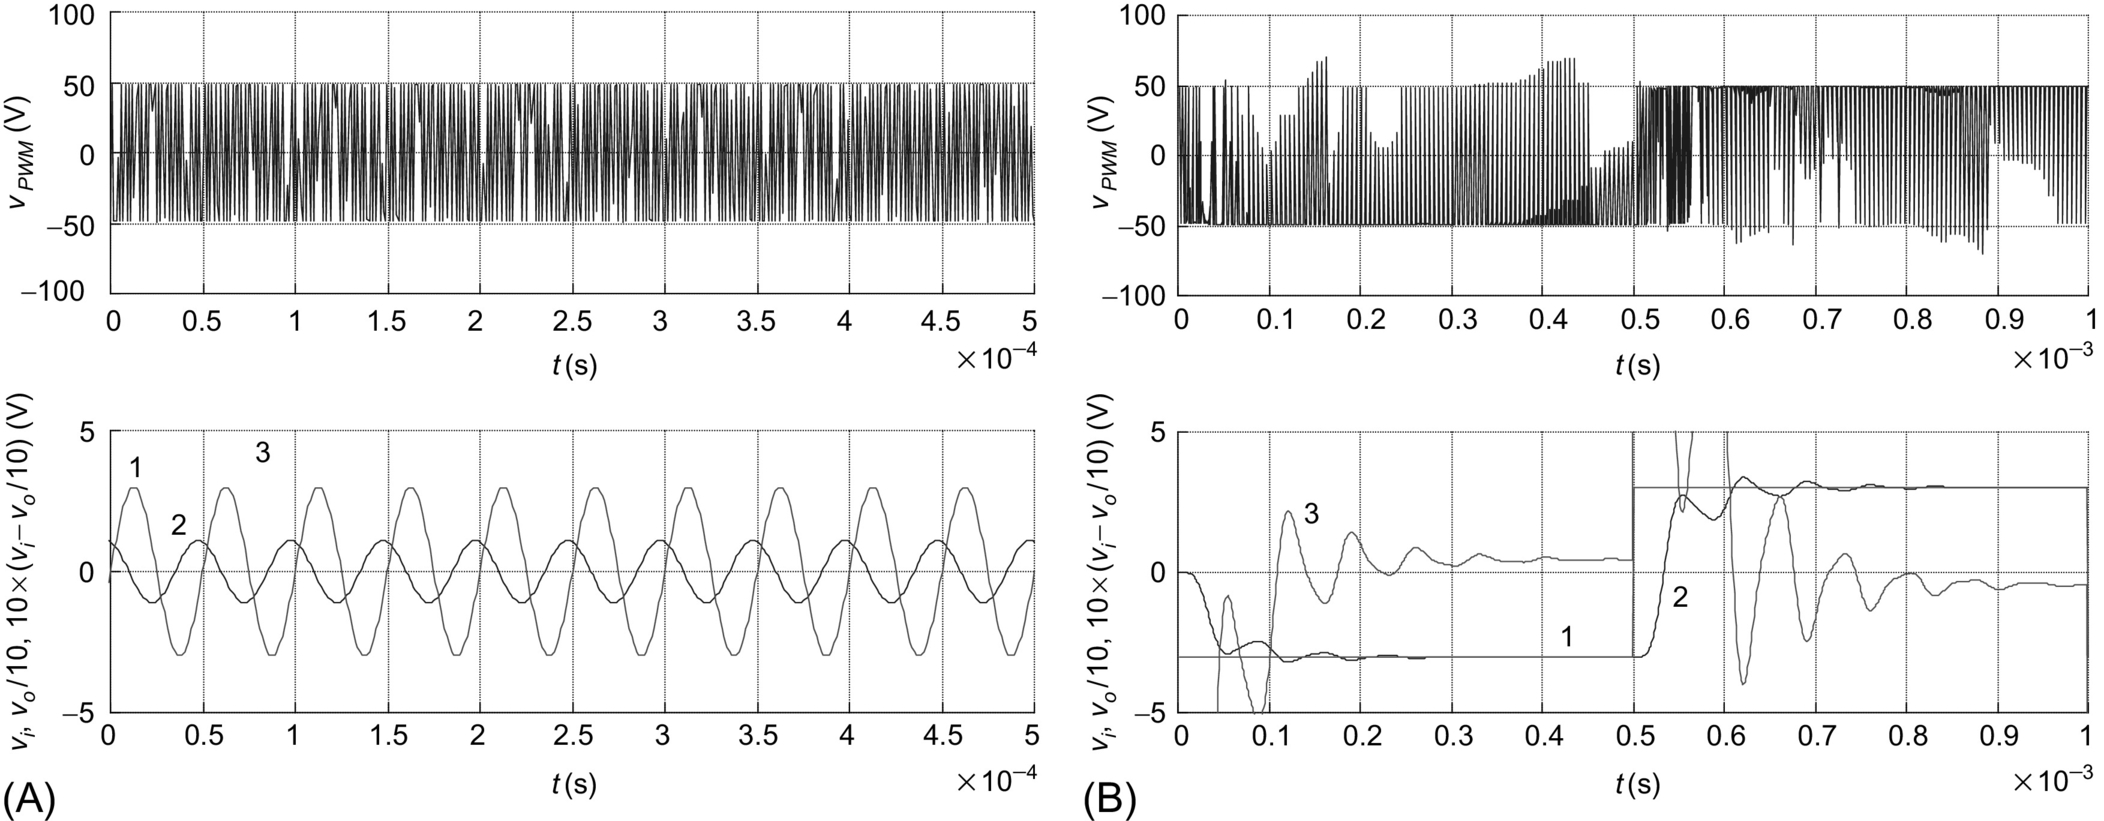 100
50
0
−50
−100
v_PWM (V)
0 0.5 1 1.5 2 2.5 3 3.5 4 4.5 5
t (s)
×10⁻⁴
5
0
−5
v_i, v_o/10, 10×(v_i−v_o/10) (V)
1
2
3
0 0.5 1 1.5 2 2.5 3 3.5 4 4.5 5
t (s)
×10⁻⁴
(A)
100
50
0
−50
−100
v_PWM (V)
0 0.1 0.2 0.3 0.4 0.5 0.6 0.7 0.8 0.9 1
t (s)
×10⁻³
5
0
−5
v_i, v_o/10, 10×(v_i−v_o/10) (V)
3
2
1
0 0.1 0.2 0.3 0.4 0.5 0.6 0.7 0.8 0.9 1
t (s)
×10⁻³
(B)